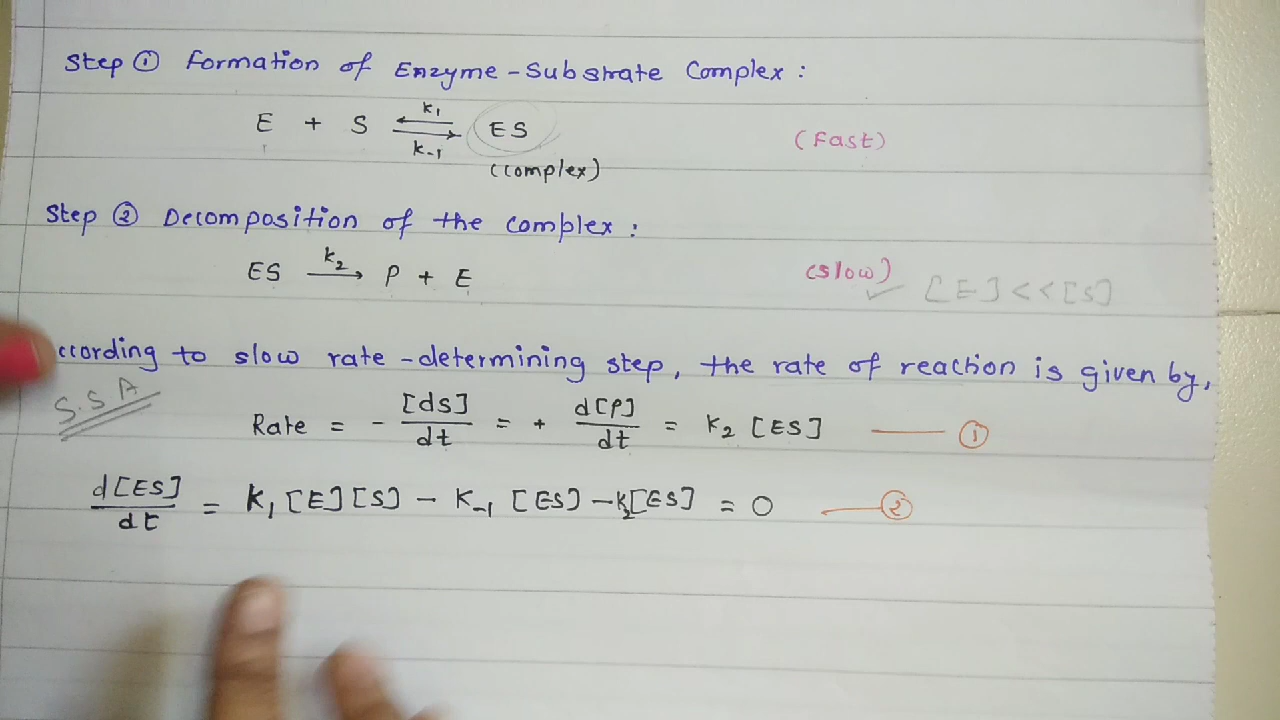 Step ① Formation of Enzyme-Substrate Complex :
E + S ⇌ ES (Fast)
k1
k-1
(complex)
Step ② Decomposition of the complex :
ES —k2→ P + E (slow) ✓ [E]<<[S]
ccording to slow rate-determining step, the rate of reaction is given by,
S.S A
Rate = - [ds]/dt = + d[P]/dt = k2 [ES] —— ①
d[ES]/dt = k1 [E][S] - k-1 [ES] - k2[ES] = 0 —— ②